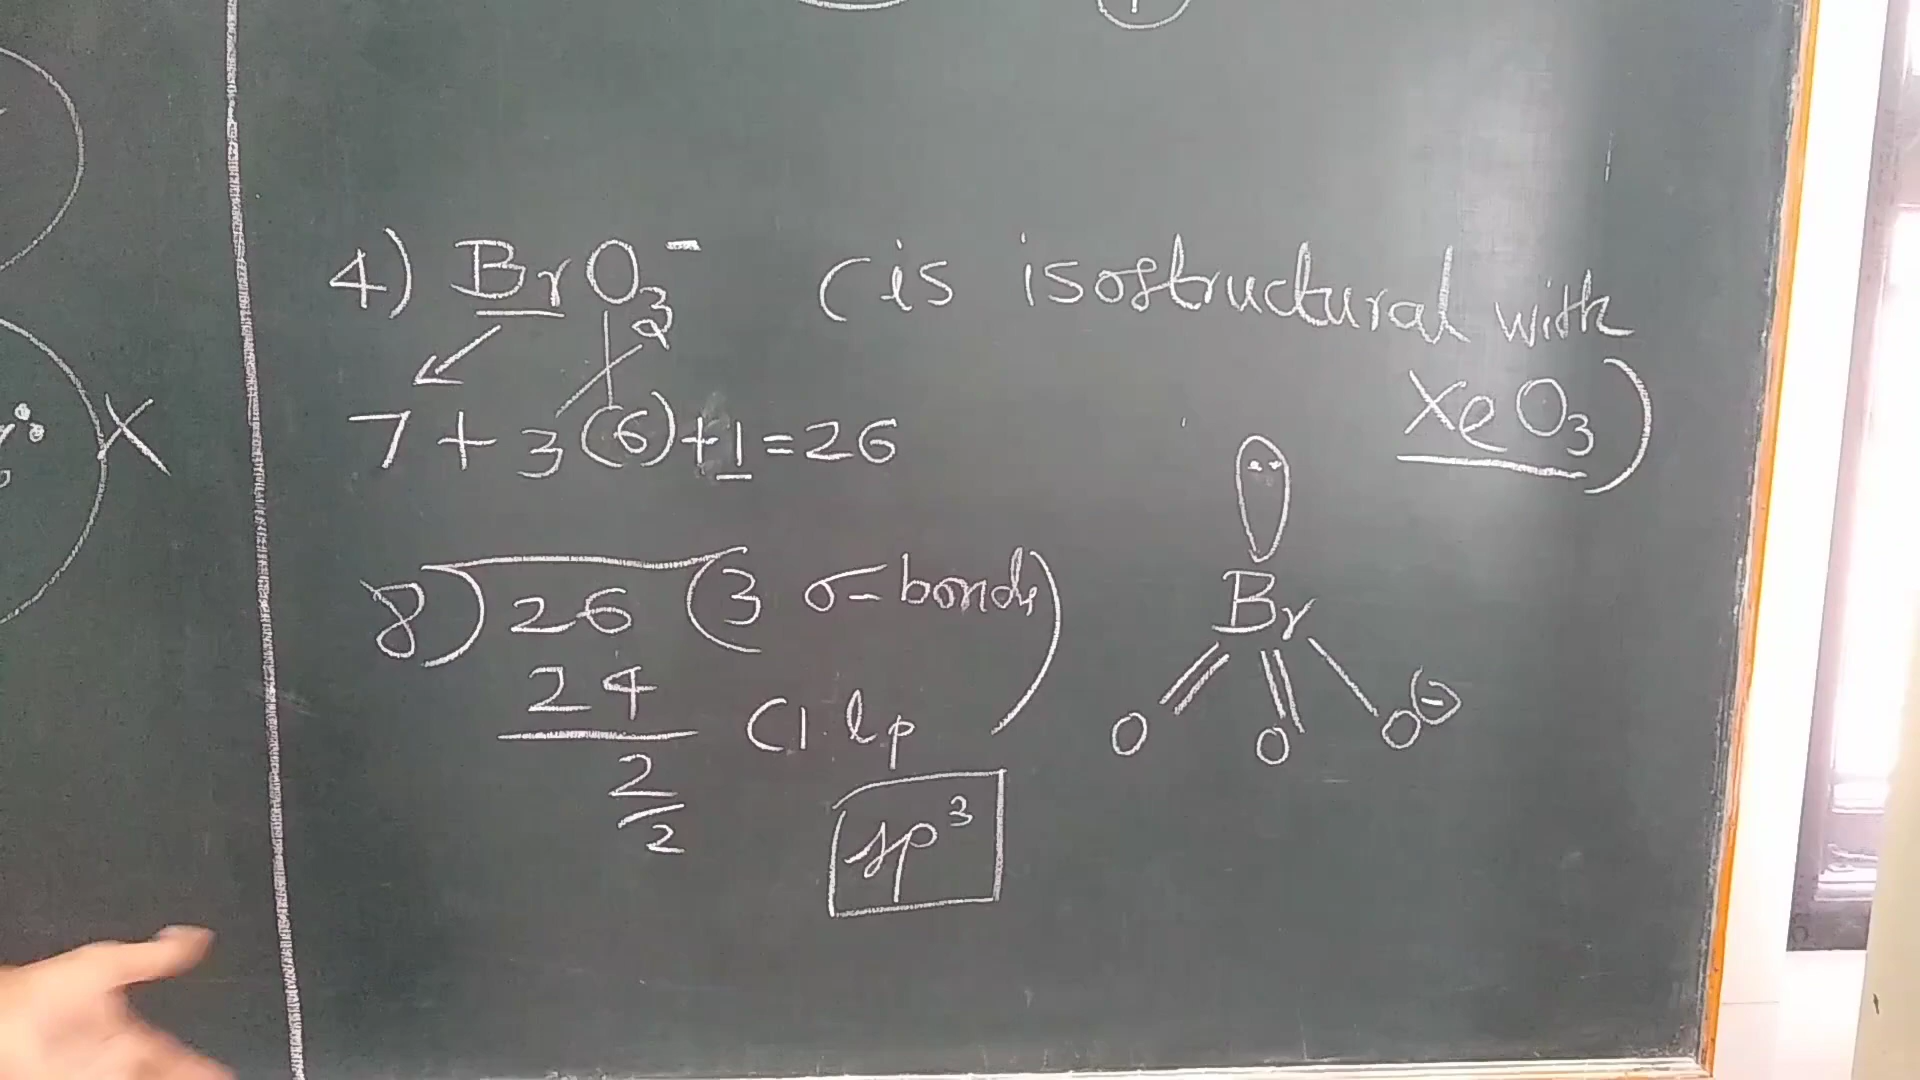 4) BrO₃⁻ (is isostructural with
XeO₃)
7 + 3(6)+1=26
8) 26 (3 σ-bonds)
24
2
2
(1 lp
sp³
Br
O O O⊖
X